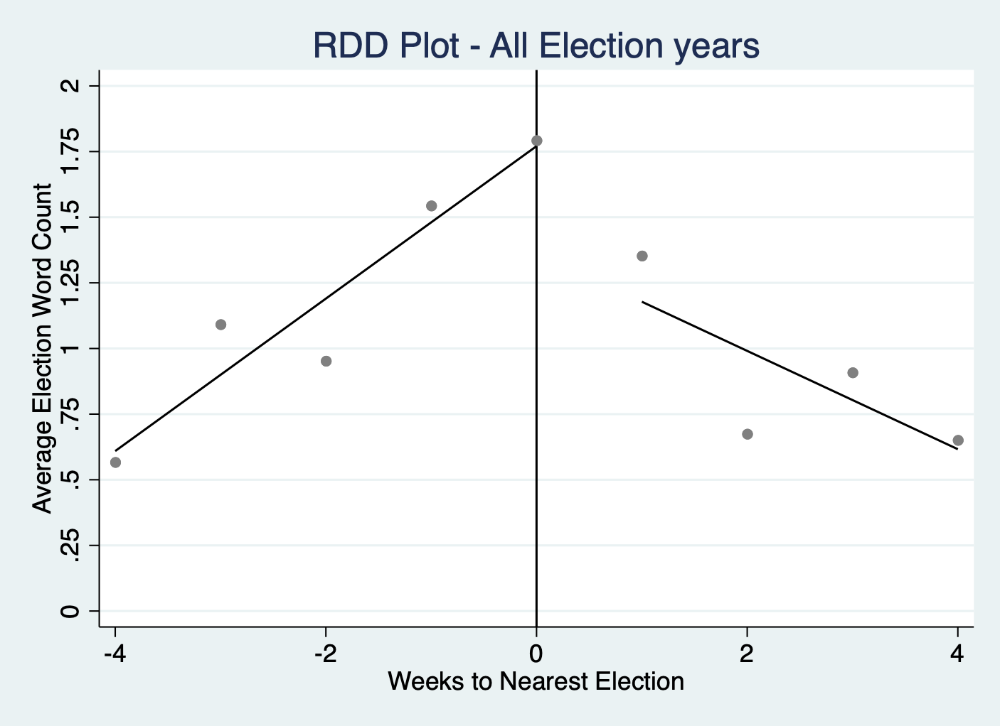 RDD Plot - All Election years
Average Election Word Count
2
1.75
1.5
1.25
1
.75
.5
.25
0
-4 -2 0 2 4
Weeks to Nearest Election